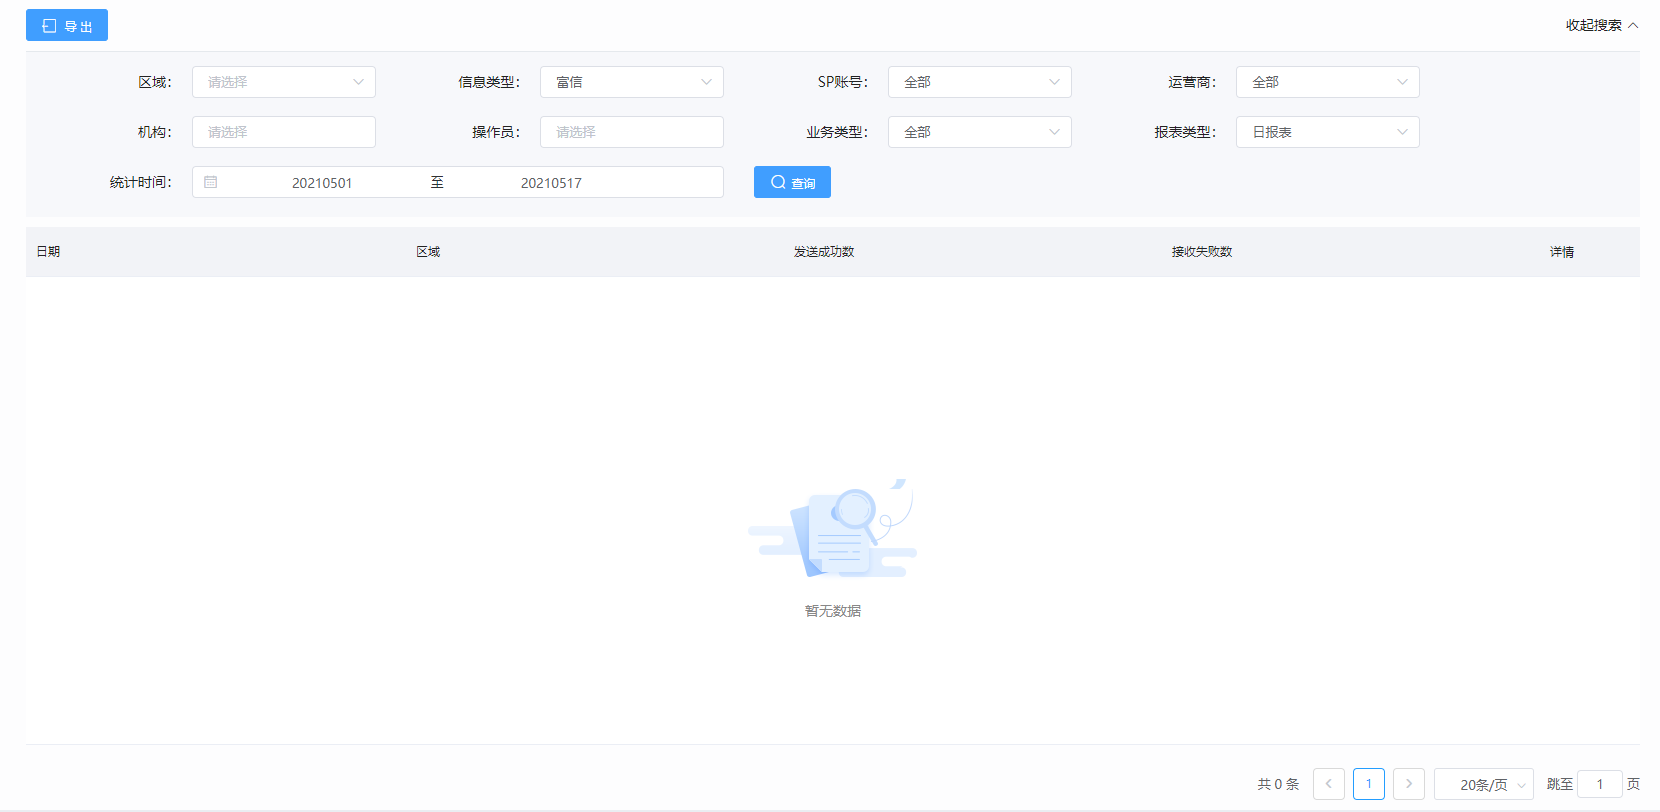 导出
收起搜索
区域： 请选择 信息类型： 富信 SP账号： 全部 运营商： 全部
机构： 请选择 操作员： 请选择 业务类型： 全部 报表类型： 日报表
统计时间： 20210501 至 20210517 查询
日期 区域 发送成功数 接收失败数 详情
暂无数据
共 0 条 1 20条/页 跳至 1 页